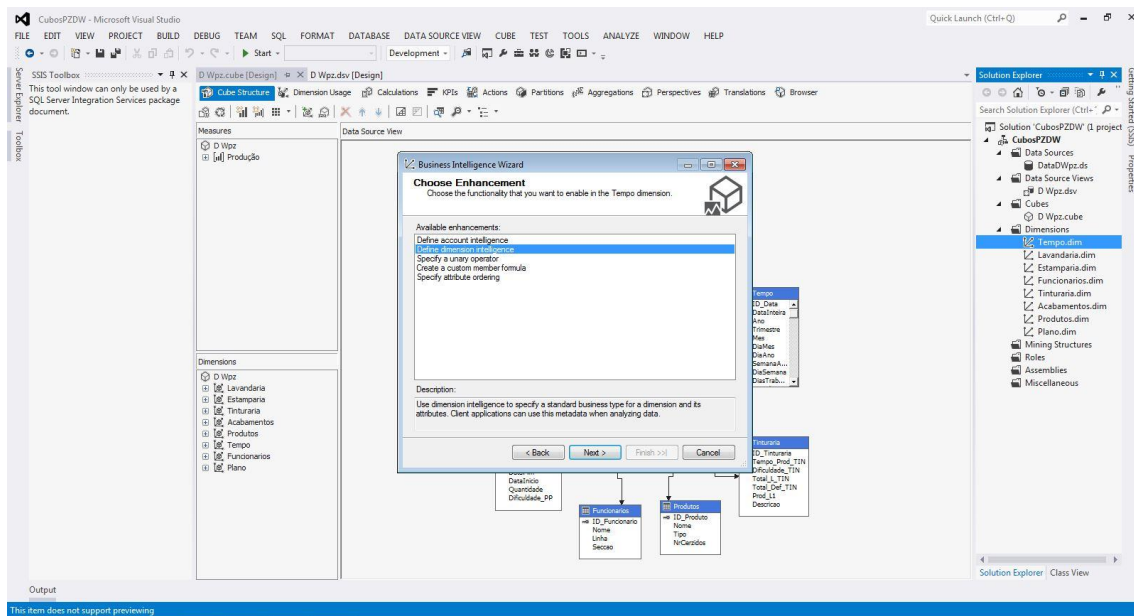 CubosPZDW - Microsoft Visual Studio
Quick Launch (Ctrl+Q)
FILE EDIT VIEW PROJECT BUILD DEBUG TEAM SQL FORMAT DATABASE DATA SOURCE VIEW CUBE TEST TOOLS ANALYZE WINDOW HELP
Start
Development
Server Explorer
Toolbox
SSIS Toolbox
This tool window can only be used by a
SQL Server Integration Services package
document.
D Wpz.cube [Design]
D Wpz.dsv [Design]
Cube Structure Dimension Usage Calculations KPIs Actions Partitions Aggregations Perspectives Translations Browser
Measures
D Wpz
Produção
Dimensions
D Wpz
Lavandaria
Estamparia
Tinturaria
Acabamentos
Produtos
Tempo
Funcionarios
Plano
Data Source View
Business Intelligence Wizard
Choose Enhancement
Choose the functionality that you want to enable in the Tempo dimension.
Available enhancements:
Define account intelligence
Define dimension intelligence
Specify a unary operator
Create a custom member formula
Specify attribute ordering
Description:
Use dimension intelligence to specify a standard business type for a dimension and its
attributes. Client applications can use this metadata when analyzing data.
< Back
Next >
Finish >>|
Cancel
Tempo
ID_Data
DataInteira
Ano
Trimestre
Mes
DiaMes
DiaAno
SemanaA...
DiaSemana
DiasTrab...
Tinturaria
ID_Tinturaria
Tempo_Prod_TIN
Dificuldade_TIN
Total_L_TIN
Total_Def_TIN
Prod_L1
Descricao
DataInicio
Quantidade
Dificuldade_PP
Funcionarios
ID_Funcionario
Nome
Linha
Seccao
Produtos
ID_Produto
Nome
Tipo
NrCerzidos
Solution Explorer
Search Solution Explorer (Ctrl+
Solution 'CubosPZDW' (1 project
CubosPZDW
Data Sources
DataDWpz.ds
Data Source Views
D Wpz.dsv
Cubes
D Wpz.cube
Dimensions
Tempo.dim
Lavandaria.dim
Estamparia.dim
Funcionarios.dim
Tinturaria.dim
Acabamentos.dim
Produtos.dim
Plano.dim
Mining Structures
Roles
Assemblies
Miscellaneous
Solution Explorer Class View
Getting Started (SSIS)
Properties
Output
This item does not support previewing